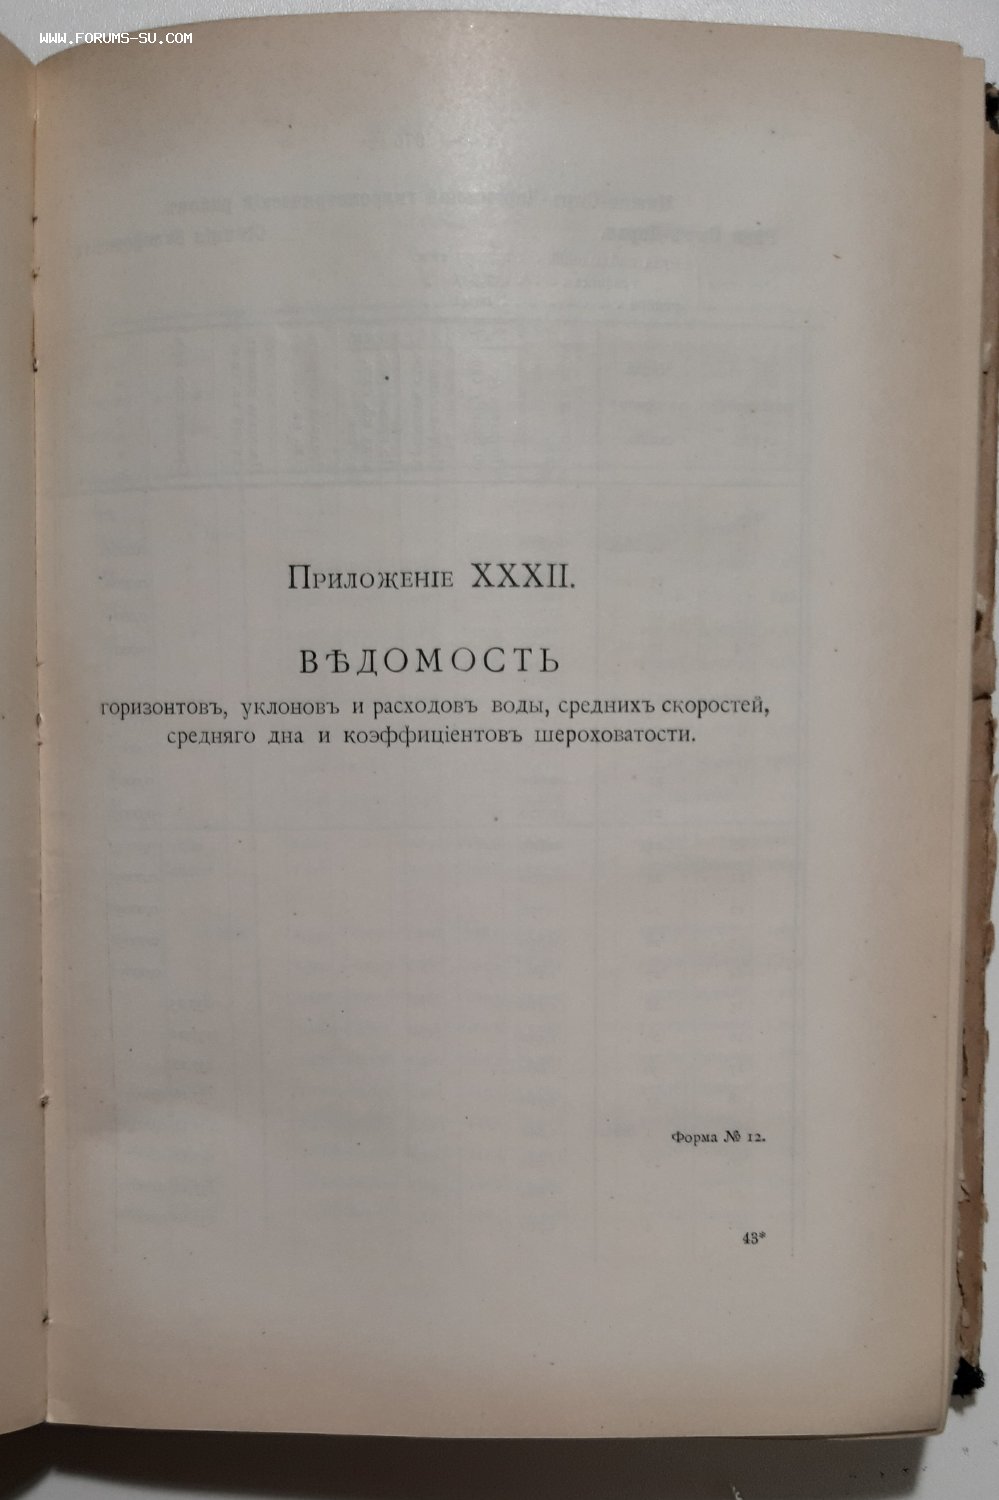 WWW.FORUMS-SU.COM
Приложеніе XXXII.
ВѢДОМОСТЬ
горизонтовъ, уклоновъ и расходовъ воды, среднихъ скоростей,
средняго дна и коэффиціентовъ шероховатости.
Форма № 12.
43*